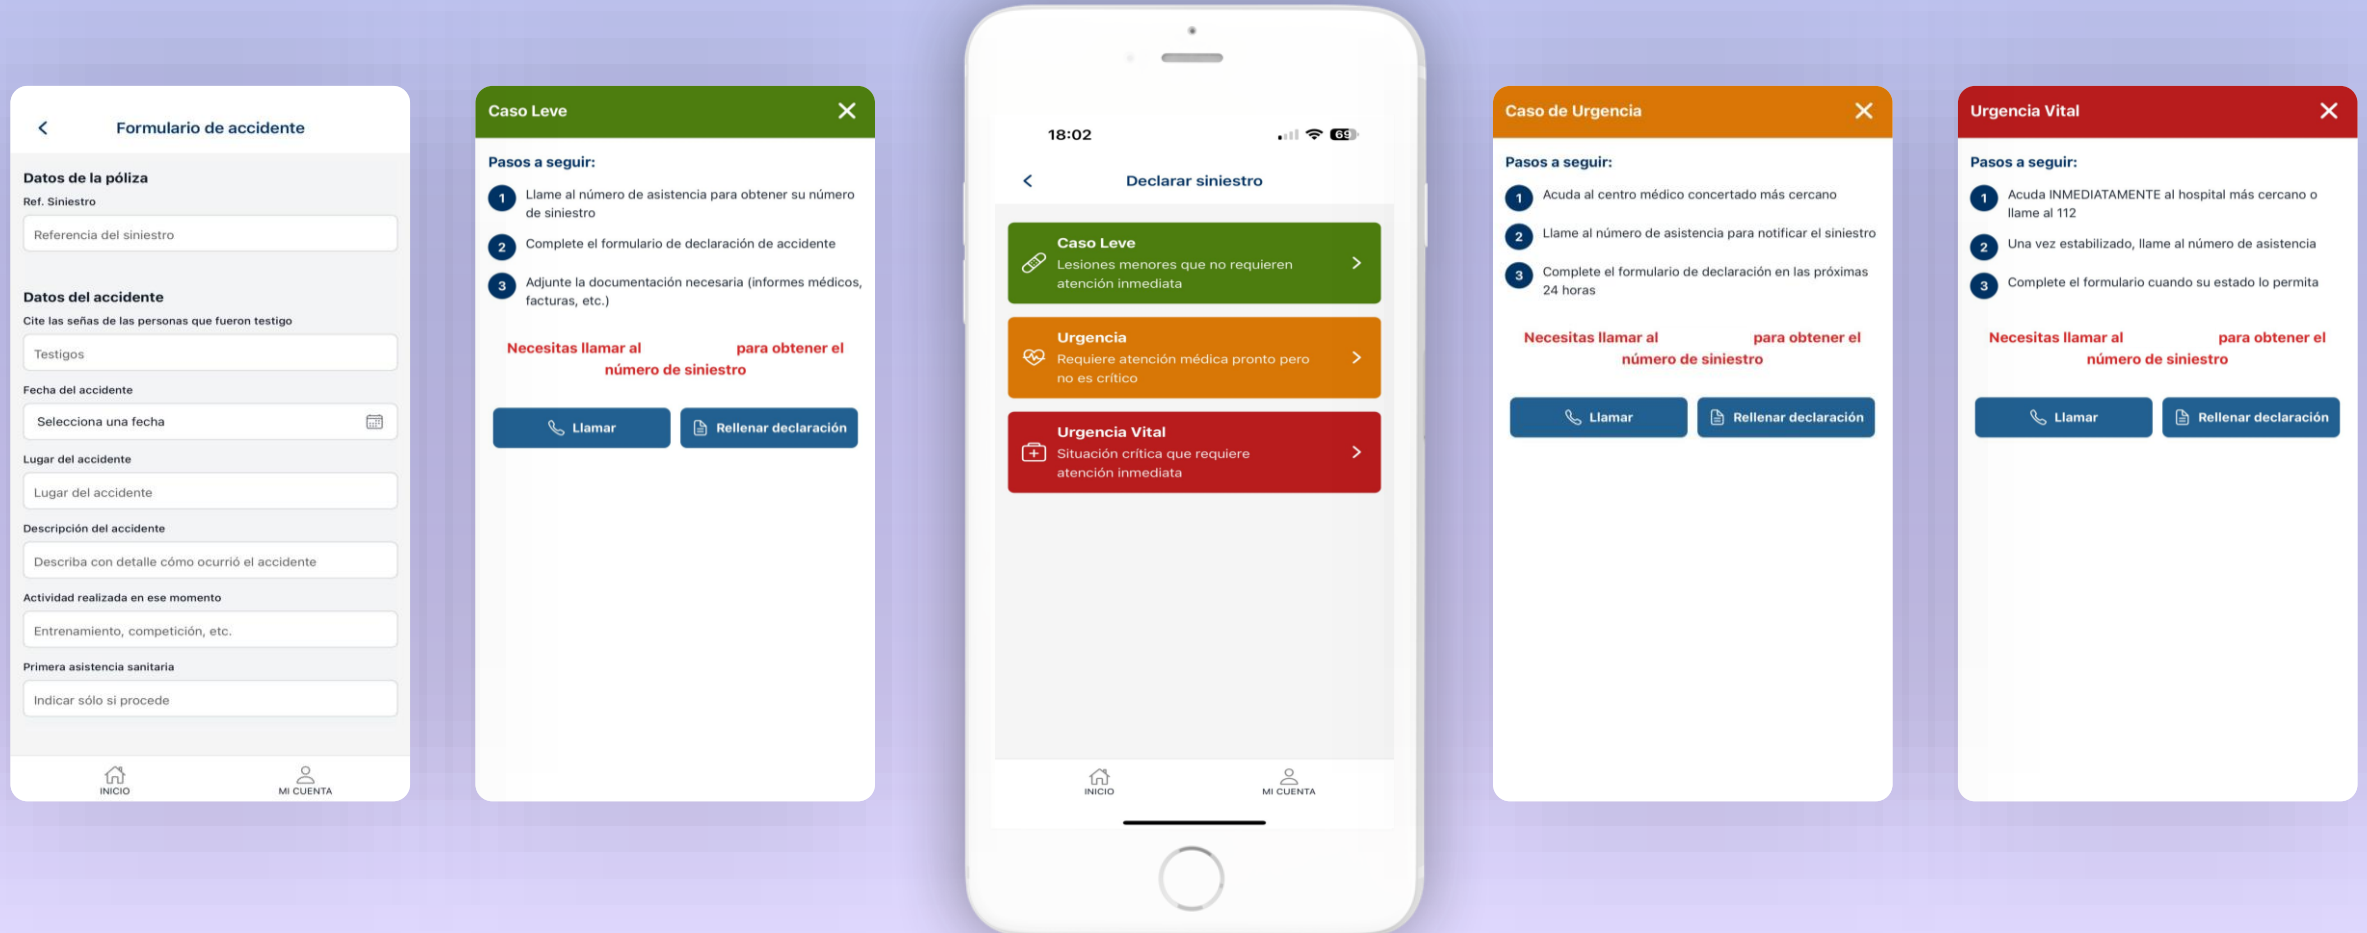 Formulario de accidente
Datos de la póliza
Ref. Siniestro
Referencia del siniestro
Datos del accidente
Cite las señas de las personas que fueron testigo
Testigos
Fecha del accidente
Selecciona una fecha
Lugar del accidente
Lugar del accidente
Descripción del accidente
Describa con detalle cómo ocurrió el accidente
Actividad realizada en ese momento
Entrenamiento, competición, etc.
Primera asistencia sanitaria
Indicar sólo si procede
INICIO
MI CUENTA
Caso Leve
Pasos a seguir:
1 Llame al número de asistencia para obtener su número
de siniestro
2 Complete el formulario de declaración de accidente
3 Adjunte la documentación necesaria (informes médicos,
facturas, etc.)
Necesitas llamar al para obtener el
número de siniestro
Llamar
Rellenar declaración
18:02
69
Declarar siniestro
Caso Leve
Lesiones menores que no requieren
atención inmediata
Urgencia
Requiere atención médica pronto pero
no es crítico
Urgencia Vital
Situación crítica que requiere
atención inmediata
INICIO
MI CUENTA
Caso de Urgencia
Pasos a seguir:
1 Acuda al centro médico concertado más cercano
2 Llame al número de asistencia para notificar el siniestro
3 Complete el formulario de declaración en las próximas
24 horas
Necesitas llamar al para obtener el
número de siniestro
Llamar
Rellenar declaración
Urgencia Vital
Pasos a seguir:
1 Acuda INMEDIATAMENTE al hospital más cercano o
llame al 112
2 Una vez estabilizado, llame al número de asistencia
3 Complete el formulario cuando su estado lo permita
Necesitas llamar al para obtener el
número de siniestro
Llamar
Rellenar declaración